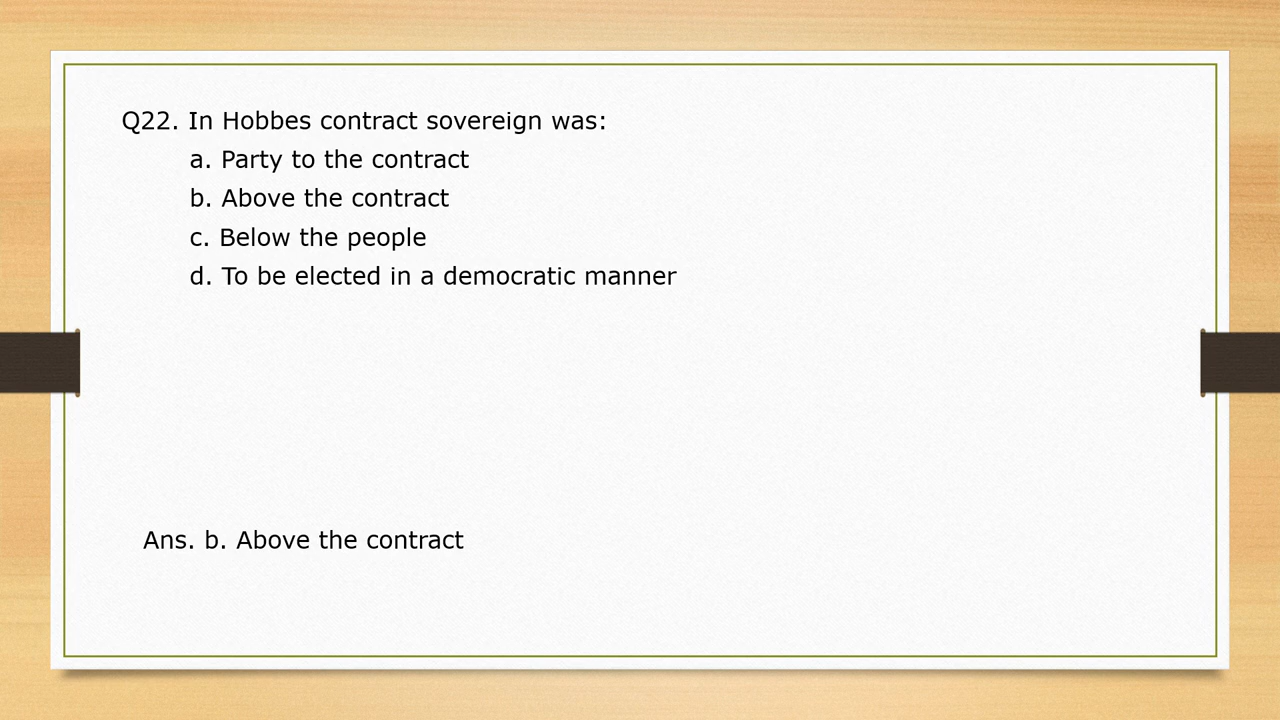 Q22. In Hobbes contract sovereign was:
a. Party to the contract
b. Above the contract
c. Below the people
d. To be elected in a democratic manner
Ans. b. Above the contract